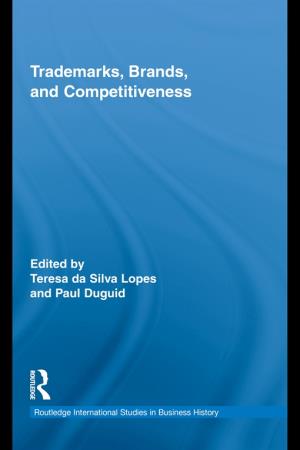 Trademarks, Brands,
and Competitiveness
Edited by
Teresa da Silva Lopes
and Paul Duguid
ROUTLEDGE
Routledge International Studies in Business History